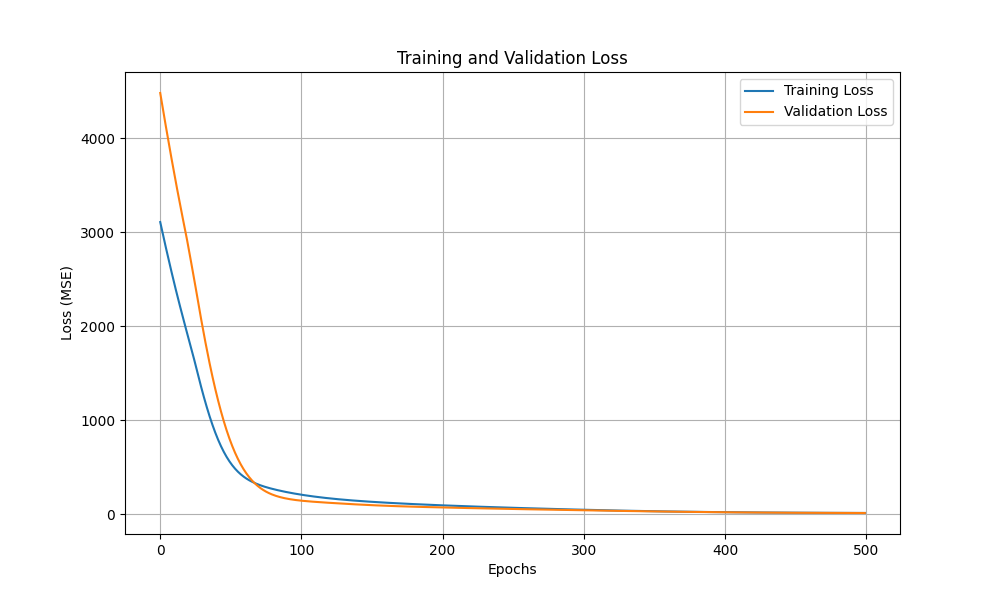 Training and Validation Loss
Training Loss
Validation Loss
4000
3000
2000
1000
0
Loss (MSE)
0 100 200 300 400 500
Epochs